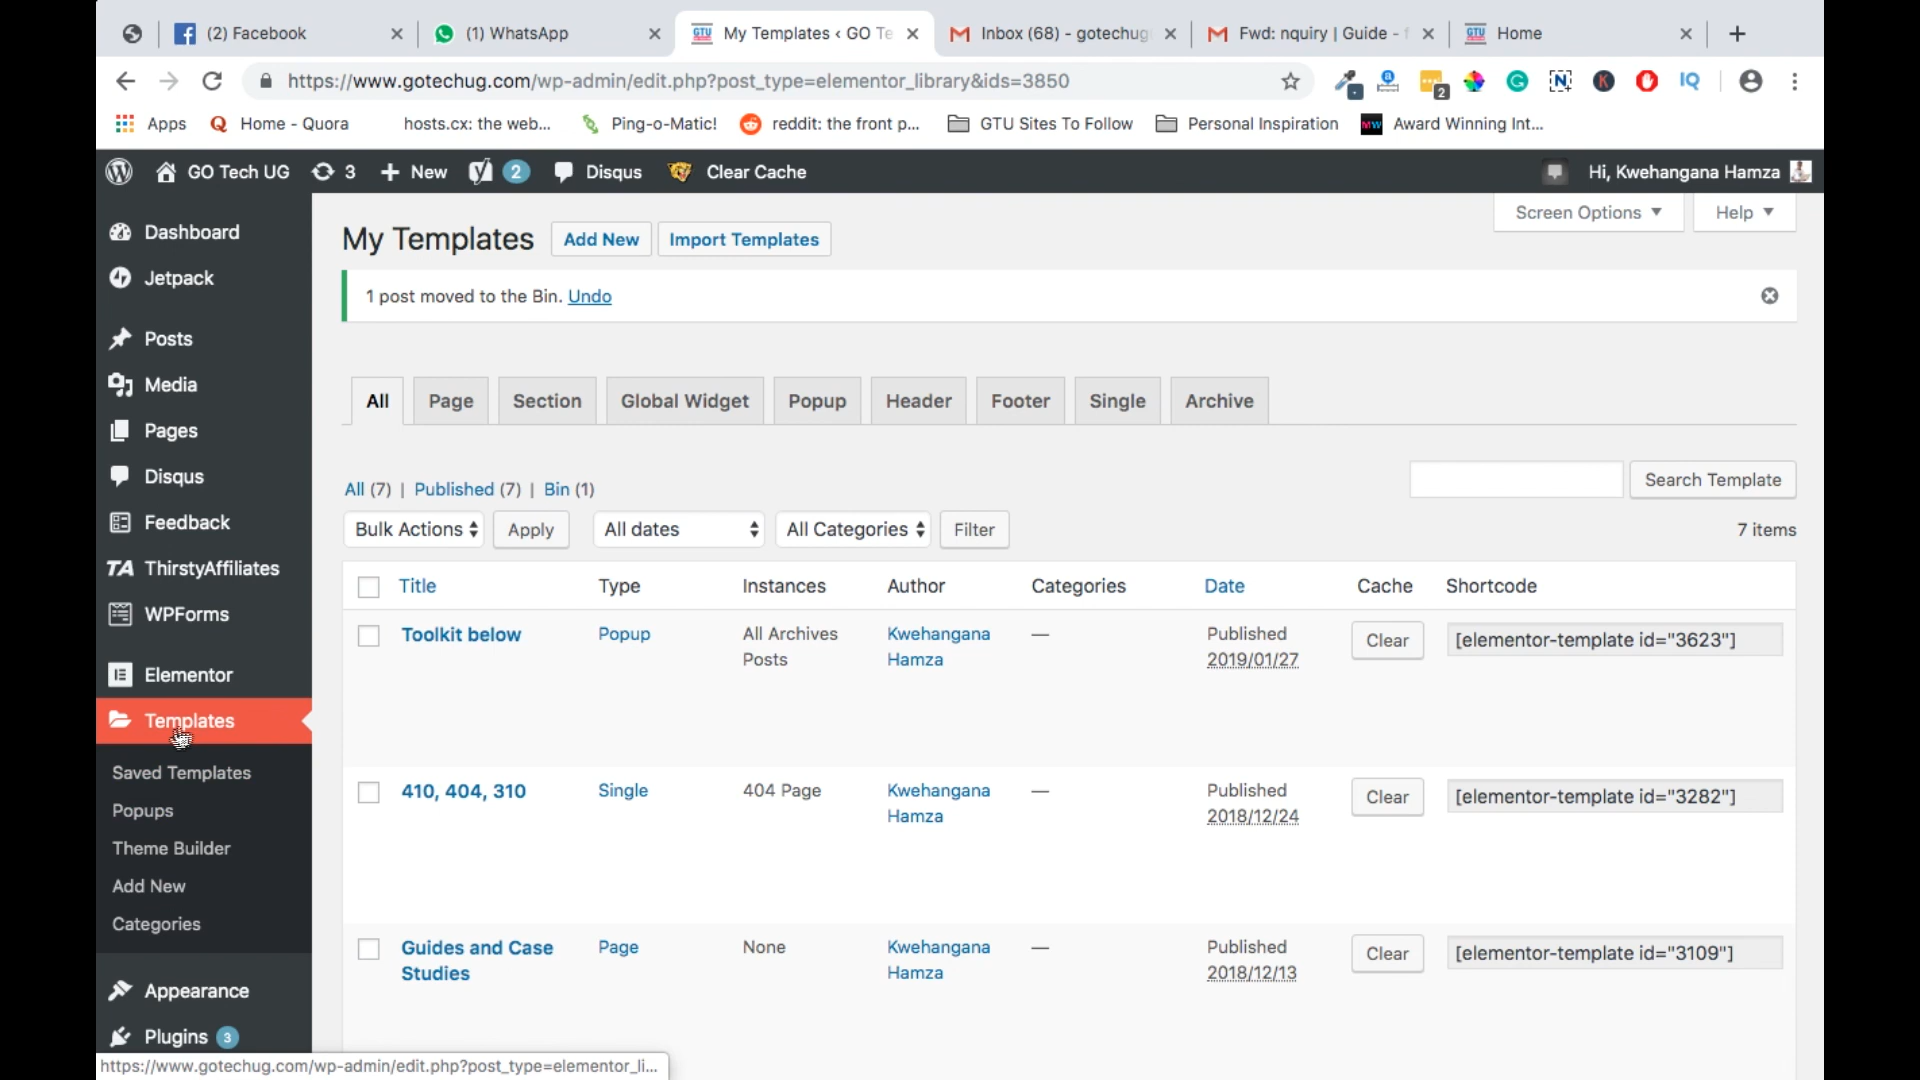 (2) Facebook
(1) WhatsApp
My Templates ‹ GO Te
Inbox (68) - gotechug
Fwd: nquiry | Guide - f
Home
https://www.gotechug.com/wp-admin/edit.php?post_type=elementor_library&ids=3850
2
Apps
Home - Quora
hosts.cx: the web...
Ping-o-Matic!
reddit: the front p...
GTU Sites To Follow
Personal Inspiration
Award Winning Int...
GO Tech UG
3
New
2
Disqus
Clear Cache
Hi, Kwehangana Hamza
Dashboard
Jetpack
Posts
Media
Pages
Disqus
Feedback
TA ThirstyAffiliates
WPForms
Elementor
Templates
Saved Templates
Popups
Theme Builder
Add New
Categories
Appearance
Plugins 3
Screen Options
Help
My Templates
Add New
Import Templates
1 post moved to the Bin. Undo
All
Page
Section
Global Widget
Popup
Header
Footer
Single
Archive
All (7) | Published (7) | Bin (1)
Search Template
Bulk Actions
Apply
All dates
All Categories
Filter
7 items
Title Type Instances Author Categories Date Cache Shortcode
Toolkit below Popup All Archives Kwehangana — Published Clear [elementor-template id="3623"]
Posts Hamza 2019/01/27
410, 404, 310 Single 404 Page Kwehangana — Published Clear [elementor-template id="3282"]
Hamza 2018/12/24
Guides and Case Page None Kwehangana — Published Clear [elementor-template id="3109"]
Studies Hamza 2018/12/13
https://www.gotechug.com/wp-admin/edit.php?post_type=elementor_li...